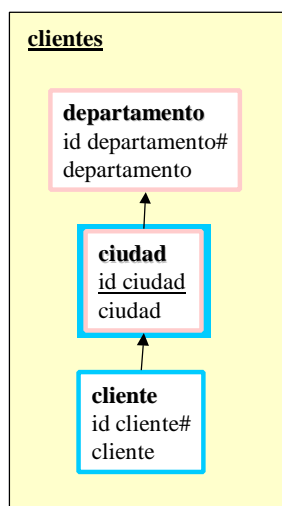 clientes
departamento
id departamento#
departamento
ciudad
id ciudad
ciudad
cliente
id cliente#
cliente